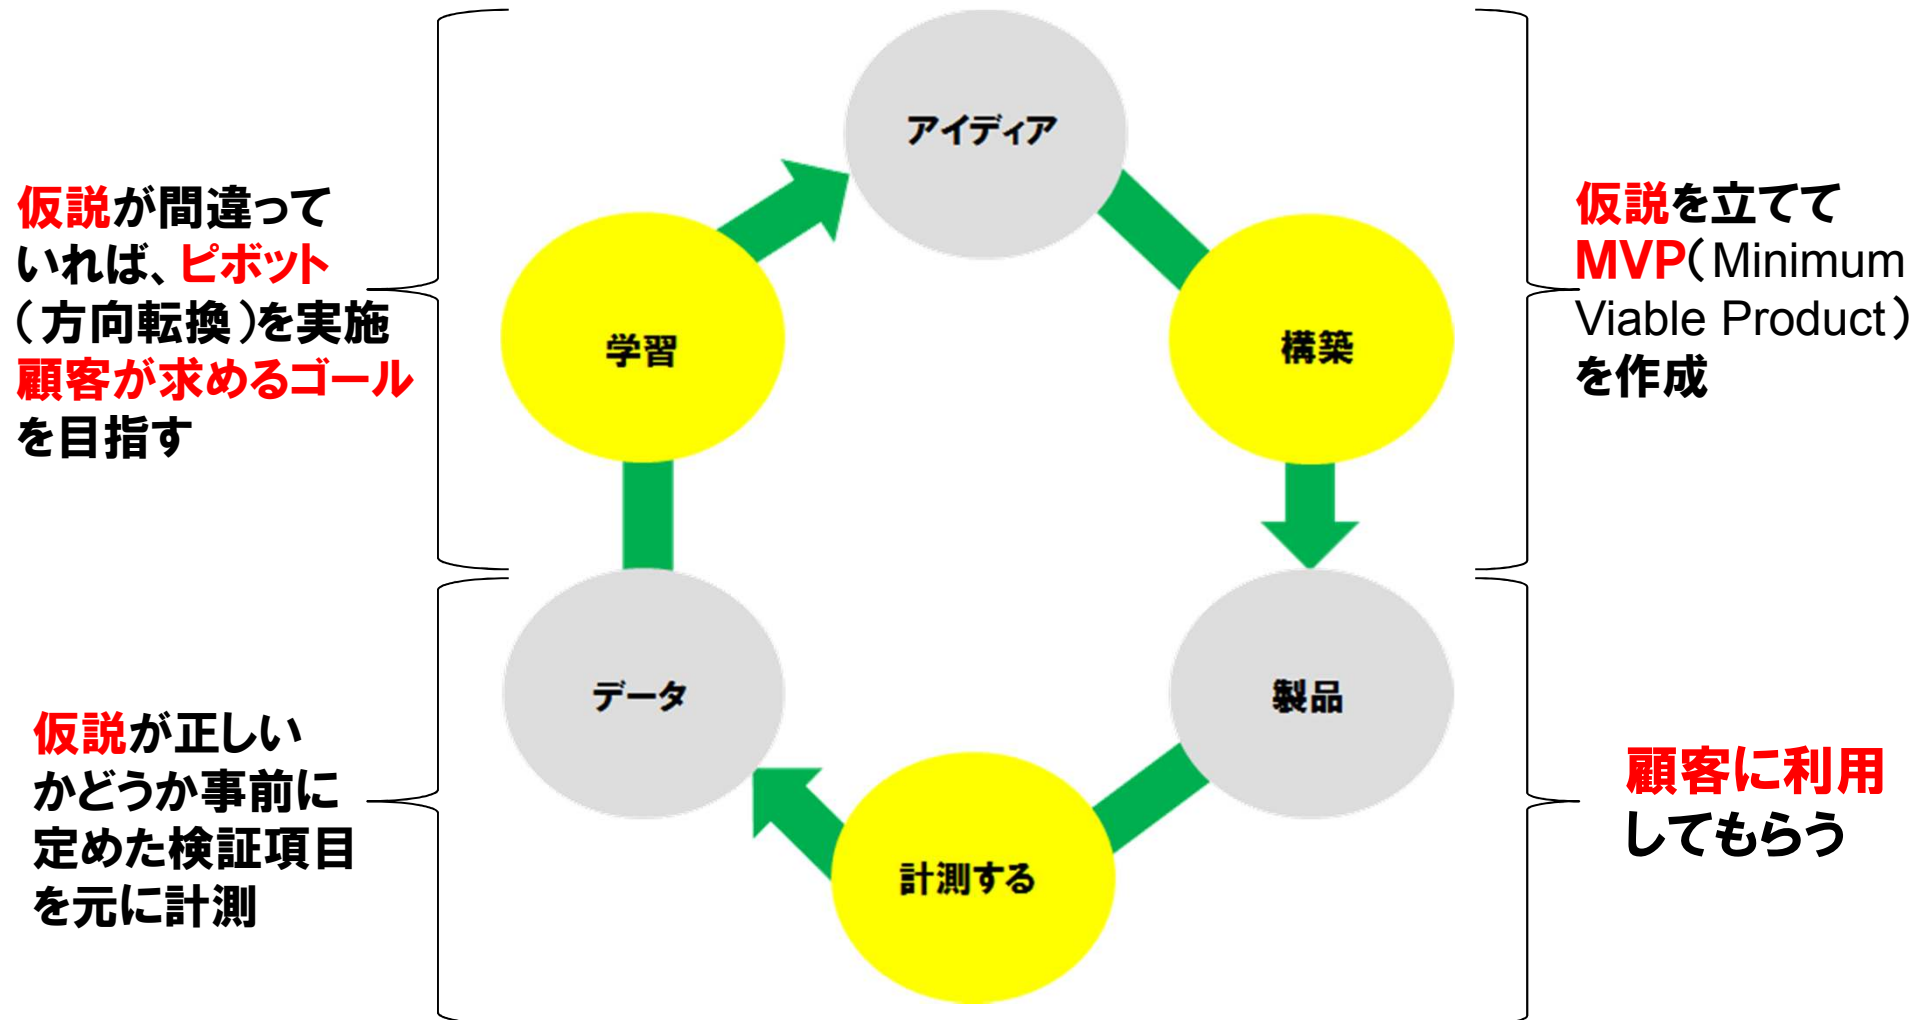 アイディア
仮説が間違って
いれば、ピボット
（方向転換）を実施
顧客が求めるゴール
を目指す
学習
構築
仮説を立てて
MVP（Minimum
Viable Product）
を作成
データ
製品
仮説が正しい
かどうか事前に
定めた検証項目
を元に計測
計測する
顧客に利用
してもらう